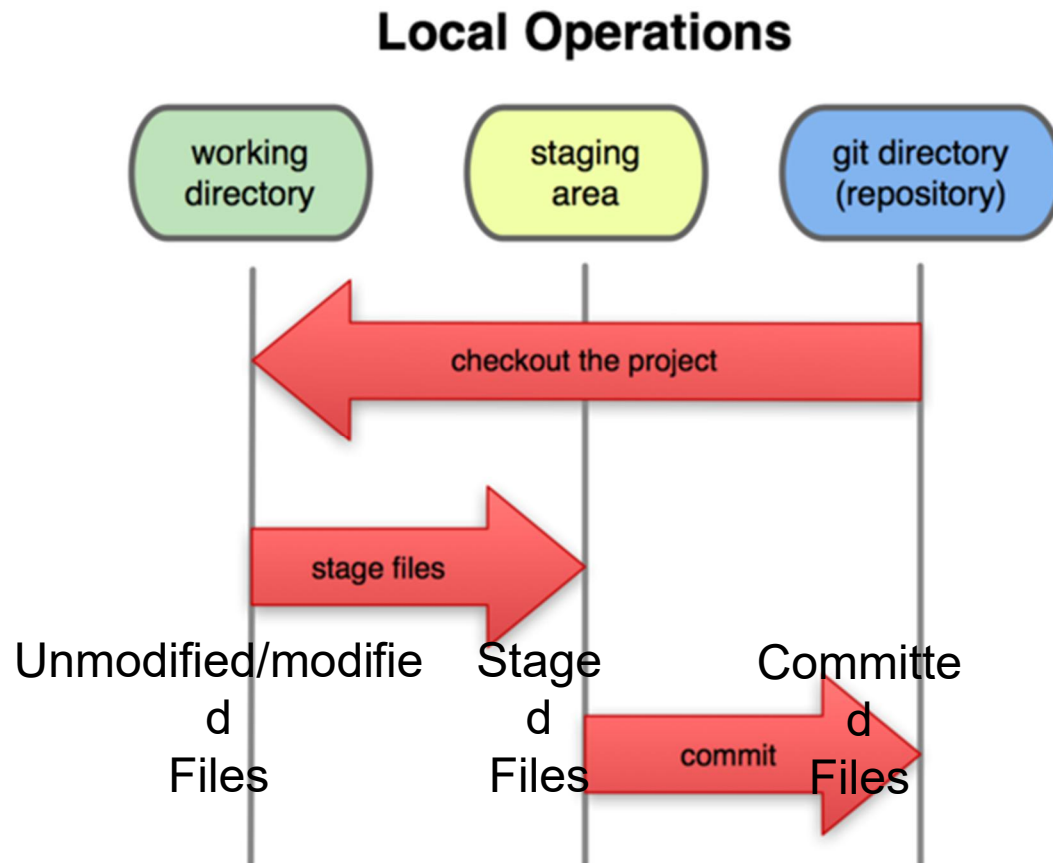 Local Operations
working
directory
staging
area
git directory
(repository)
checkout the project
stage files
Unmodified/modifie
d
Files
Stage
d
Files
Committe
d
Files
commit